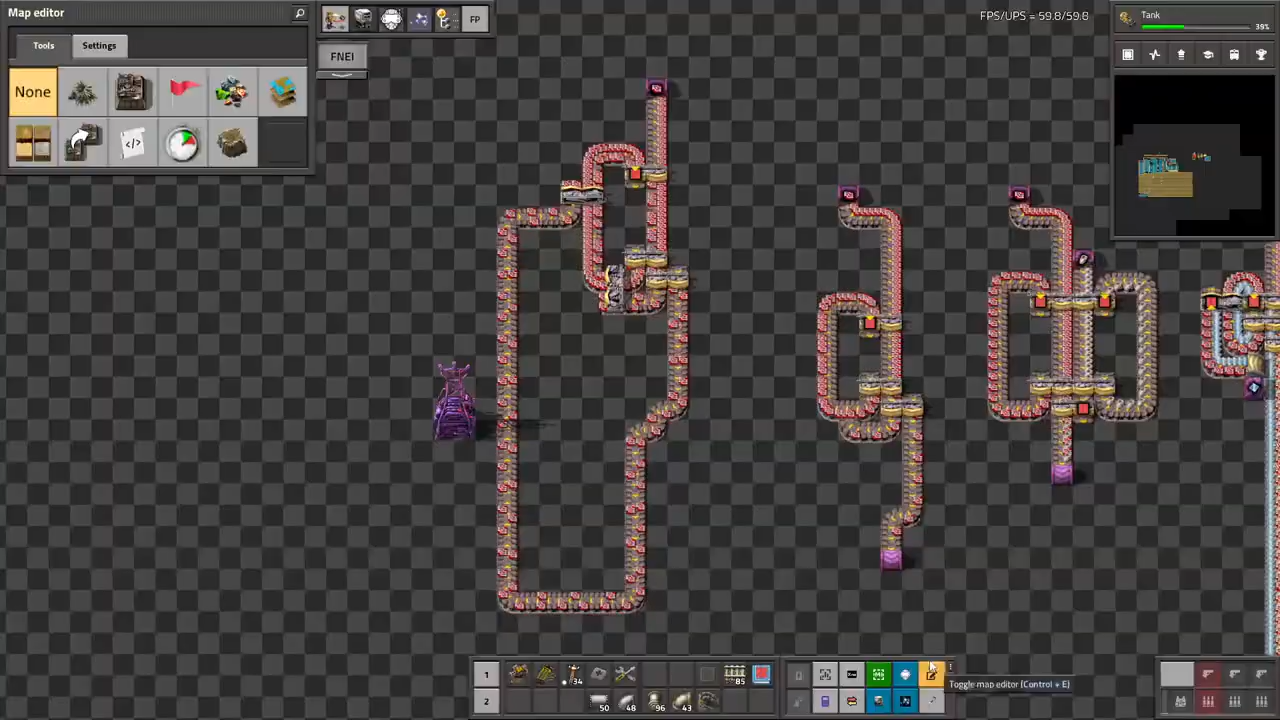 Map editor
Tools
Settings
None
</>
FP
FNEI
FPS/UPS = 59.8/59.8
Tank
39%
1
34
85
2
50
48
96
43
Toggle map editor (Control + E)